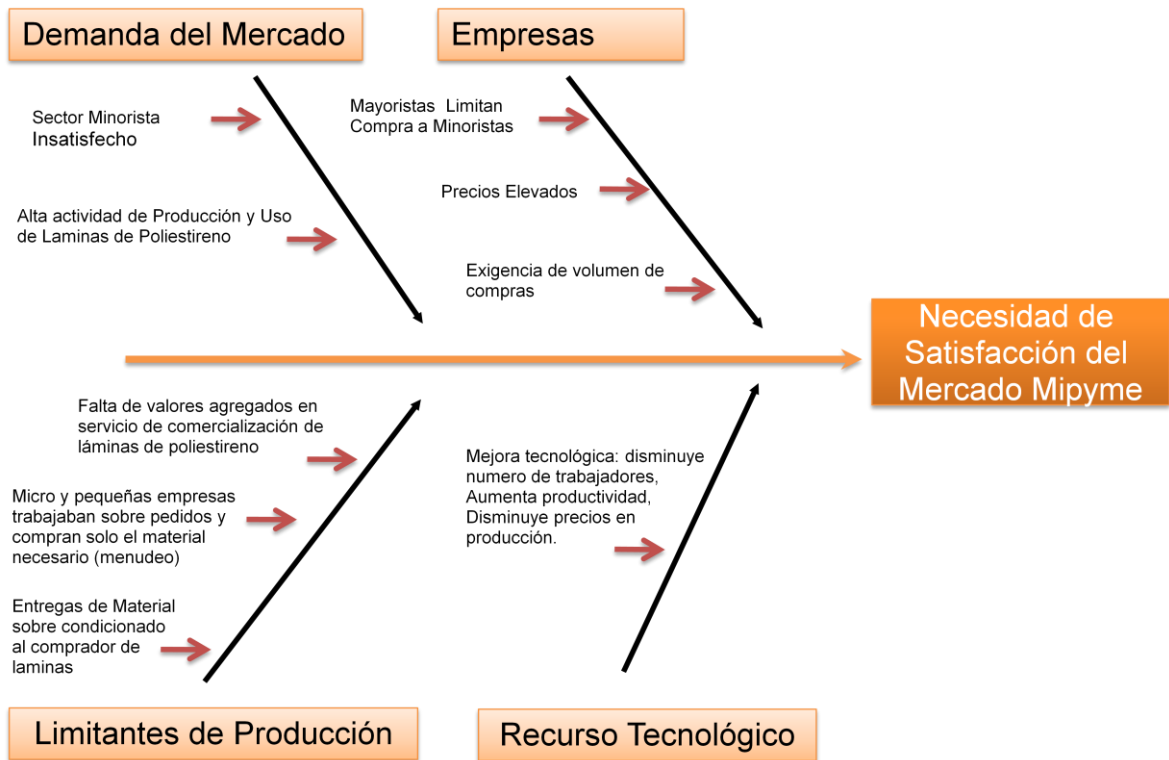 Demanda del Mercado
Empresas
Sector Minorista
Insatisfecho
Alta actividad de Producción y Uso
de Laminas de Poliestireno
Mayoristas Limitan
Compra a Minoristas
Precios Elevados
Exigencia de volumen de
compras
Necesidad de
Satisfacción del
Mercado Mipyme
Falta de valores agregados en
servicio de comercialización de
láminas de poliestireno
Micro y pequeñas empresas
trabajaban sobre pedidos y
compran solo el material
necesario (menudeo)
Entregas de Material
sobre condicionado
al comprador de
laminas
Mejora tecnológica: disminuye
numero de trabajadores,
Aumenta productividad,
Disminuye precios en
producción.
Limitantes de Producción
Recurso Tecnológico